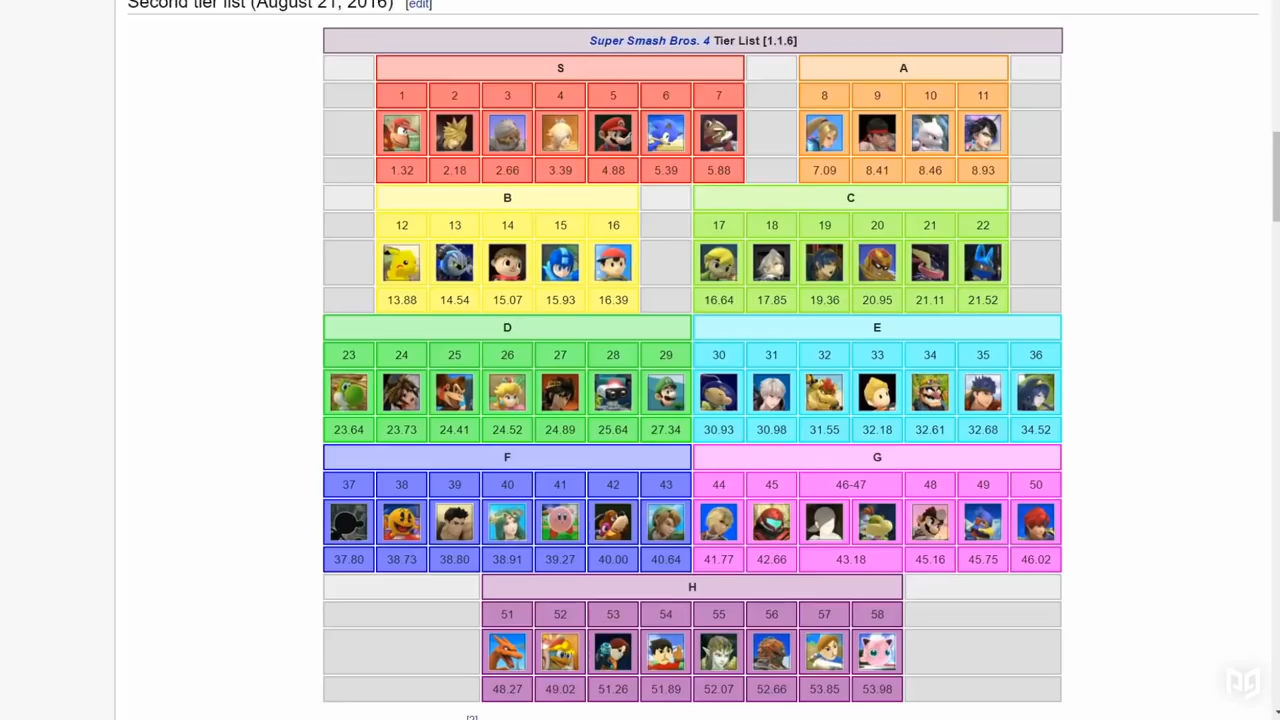 Second tier list (August 21, 2016) [edit]
Super Smash Bros. 4 Tier List [1.1.6]
S A
1 2 3 4 5 6 7 8 9 10 11
1.32 2.18 2.66 3.39 4.88 5.39 5.88 7.09 8.41 8.46 8.93
B C
12 13 14 15 16 17 18 19 20 21 22
13.88 14.54 15.07 15.93 16.39 16.64 17.85 19.36 20.95 21.11 21.52
D E
23 24 25 26 27 28 29 30 31 32 33 34 35 36
23.64 23.73 24.41 24.52 24.89 25.64 27.34 30.93 30.98 31.55 32.18 32.61 32.68 34.52
F G
37 38 39 40 41 42 43 44 45 46-47 48 49 50
37.80 38.73 38.80 38.91 39.27 40.00 40.64 41.77 42.66 43.18 45.16 45.75 46.02
H
51 52 53 54 55 56 57 58
48.27 49.02 51.26 51.89 52.07 52.66 53.85 53.98